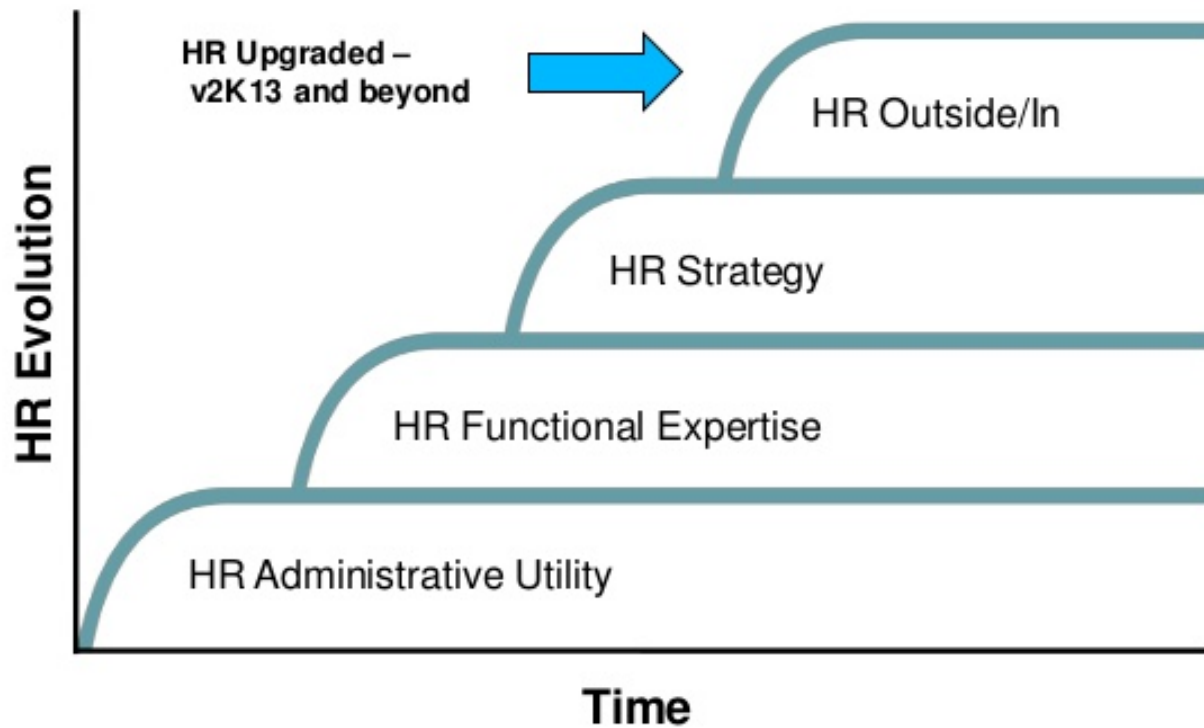 HR Upgraded –
v2K13 and beyond
HR Outside/In
HR Strategy
HR Functional Expertise
HR Administrative Utility
HR Evolution
Time